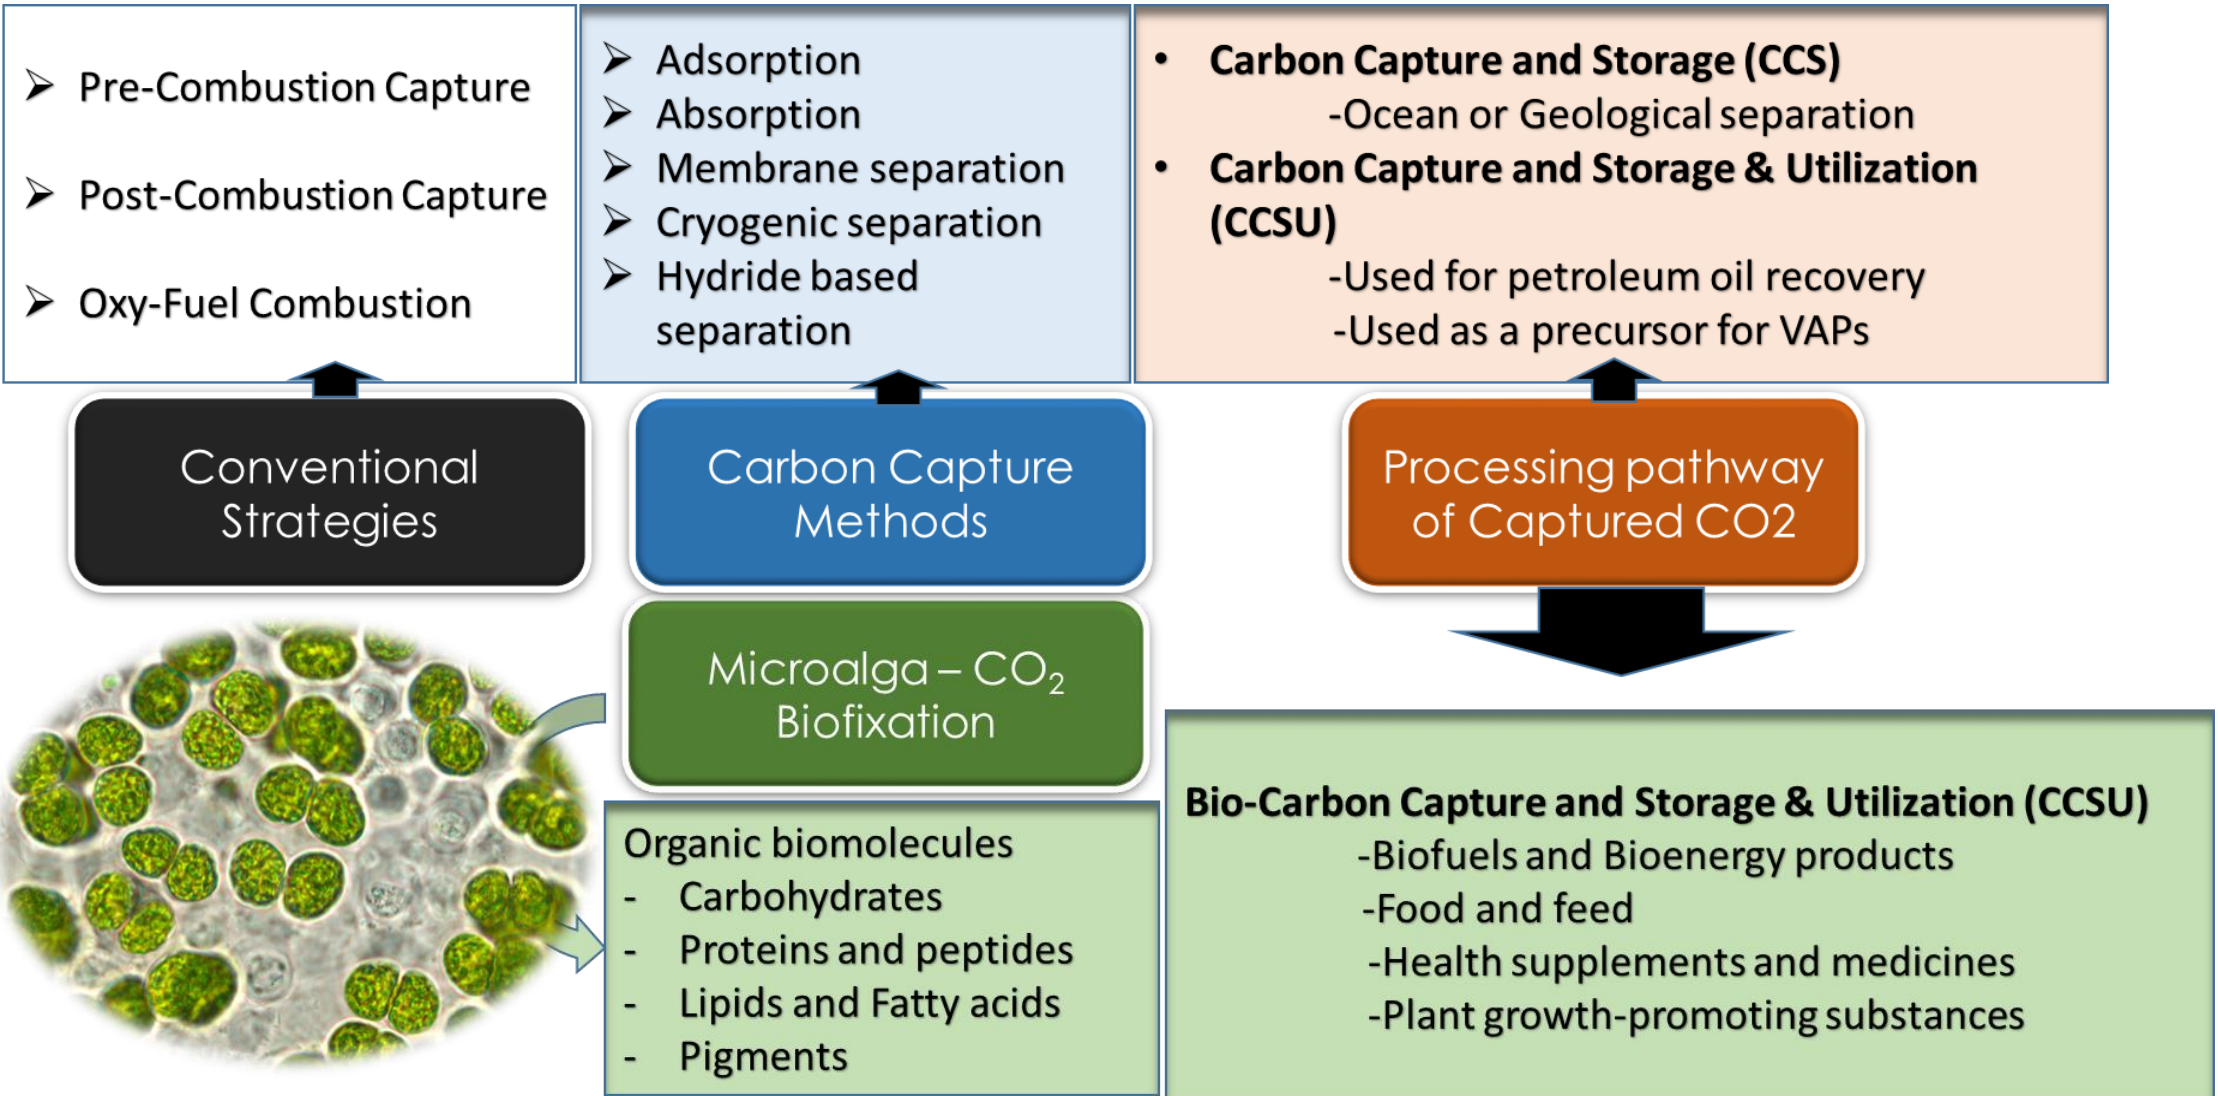 ➢ Pre-Combustion Capture
➢ Post-Combustion Capture
➢ Oxy-Fuel Combustion
➢ Adsorption
➢ Absorption
➢ Membrane separation
➢ Cryogenic separation
➢ Hydride based
separation
• Carbon Capture and Storage (CCS)
-Ocean or Geological separation
• Carbon Capture and Storage & Utilization
(CCSU)
-Used for petroleum oil recovery
-Used as a precursor for VAPs
Conventional
Strategies
Carbon Capture
Methods
Processing pathway
of Captured CO2
Microalga – CO₂
Biofixation
Organic biomolecules
- Carbohydrates
- Proteins and peptides
- Lipids and Fatty acids
- Pigments
Bio-Carbon Capture and Storage & Utilization (CCSU)
-Biofuels and Bioenergy products
-Food and feed
-Health supplements and medicines
-Plant growth-promoting substances